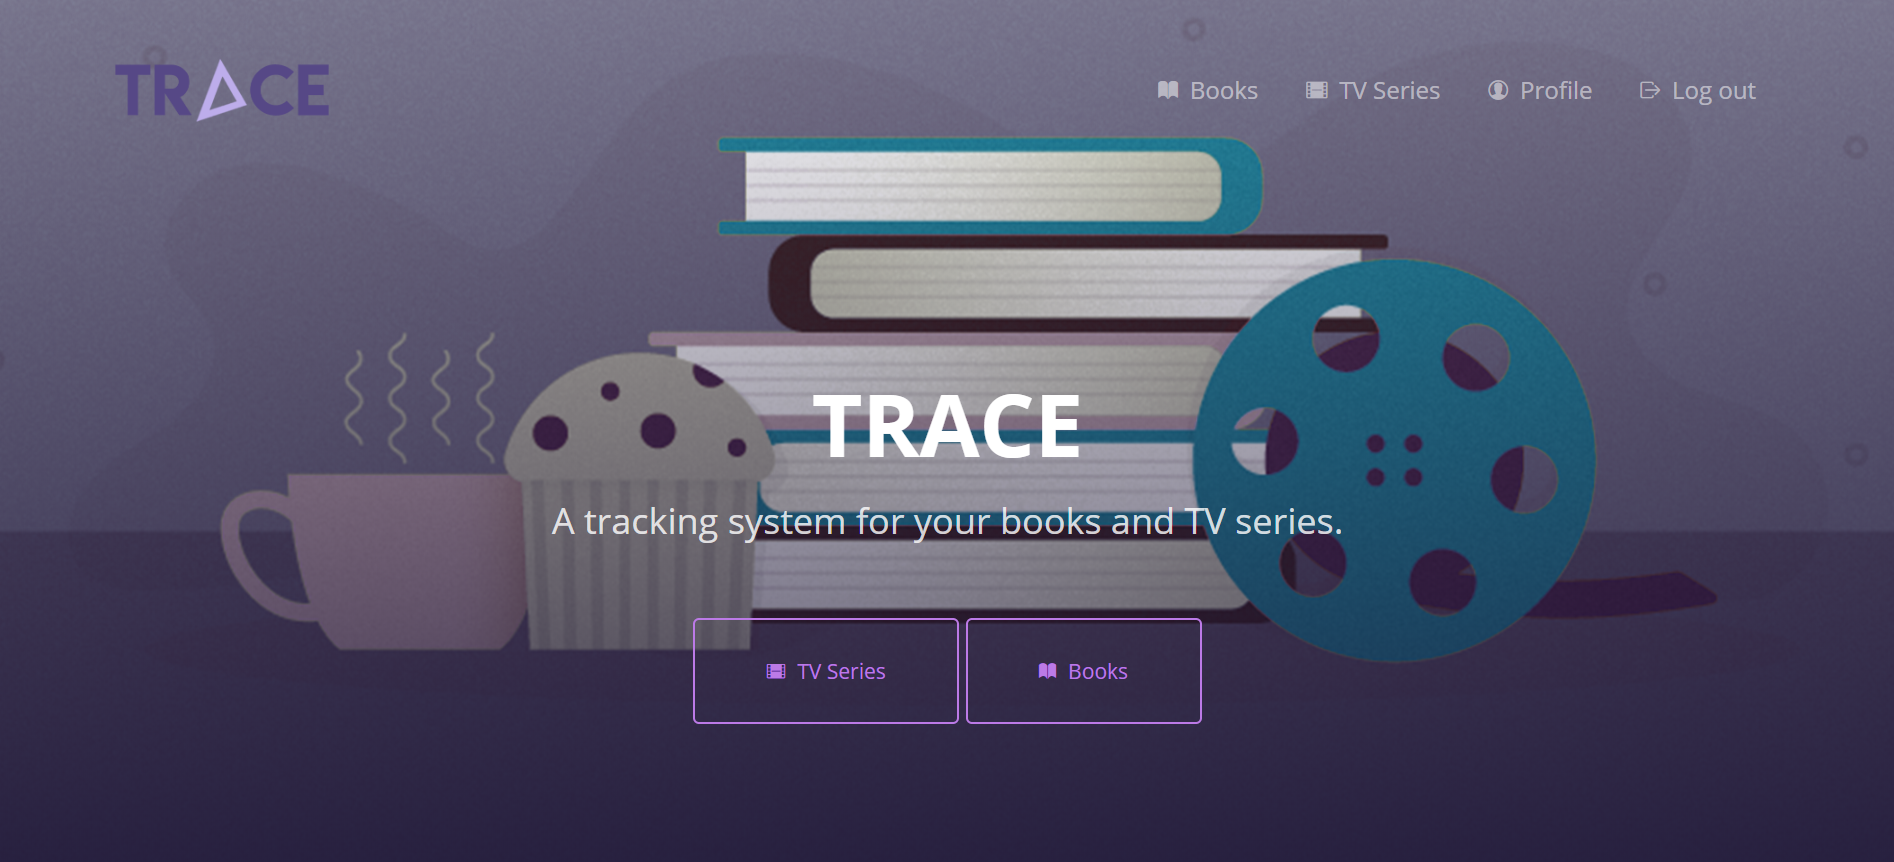 TRACE
Books TV Series Profile Log out
TRACE
A tracking system for your books and TV series.
TV Series Books